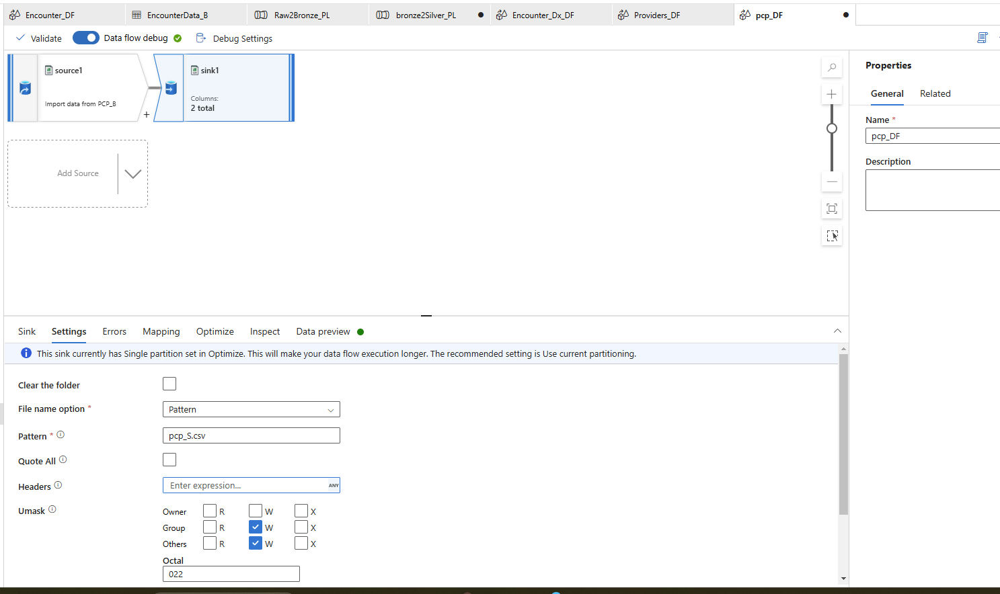 Encounter_DF
EncounterData_B
Raw2Bronze_PL
bronze2Silver_PL
Encounter_Dx_DF
Providers_DF
pcp_DF
Validate
Data flow debug
Debug Settings
source1
Import data from PCP_B
+
sink1
Columns:
2 total
Add Source
Properties
General
Related
Name *
pcp_DF
Description
Sink
Settings
Errors
Mapping
Optimize
Inspect
Data preview
This sink currently has Single partition set in Optimize. This will make your data flow execution longer. The recommended setting is Use current partitioning.
Clear the folder
File name option *
Pattern
Pattern *
pcp_S.csv
Quote All
Headers
Enter expression...
ANY
Umask
Owner R W X
Group R W X
Others R W X
Octal
022